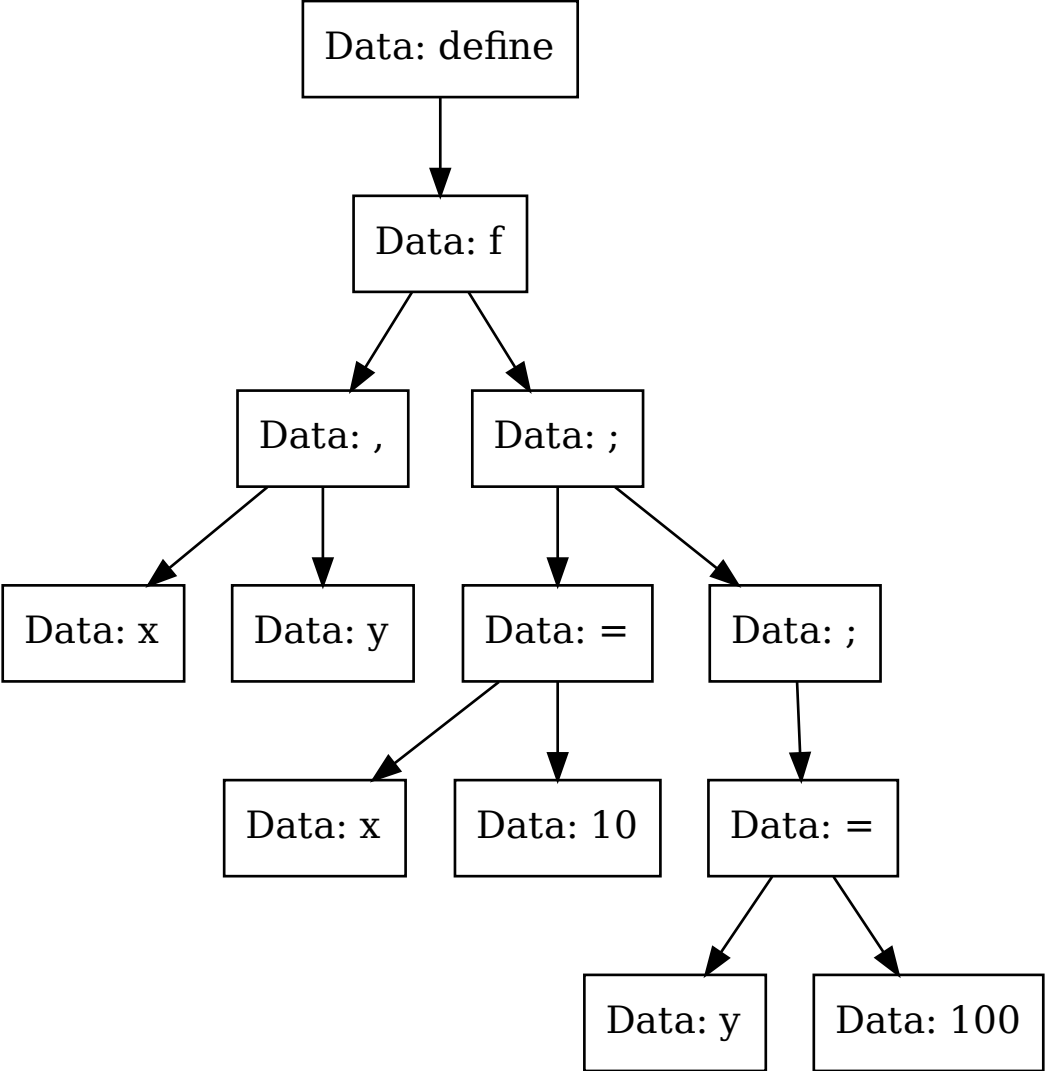 Data: define
Data: f
Data: ,
Data: ;
Data: x
Data: y
Data: =
Data: ;
Data: x
Data: 10
Data: =
Data: y
Data: 100